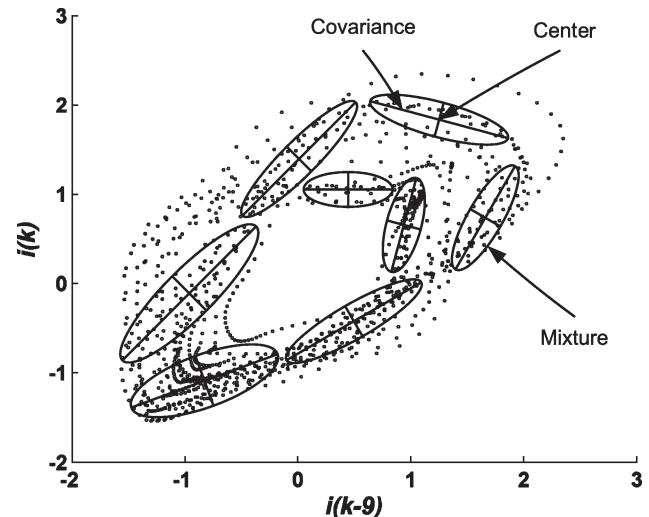 Covariance
Center
Mixture
3
2
1
0
-1
-2
i(k)
-2 -1 0 1 2 3
i(k-9)